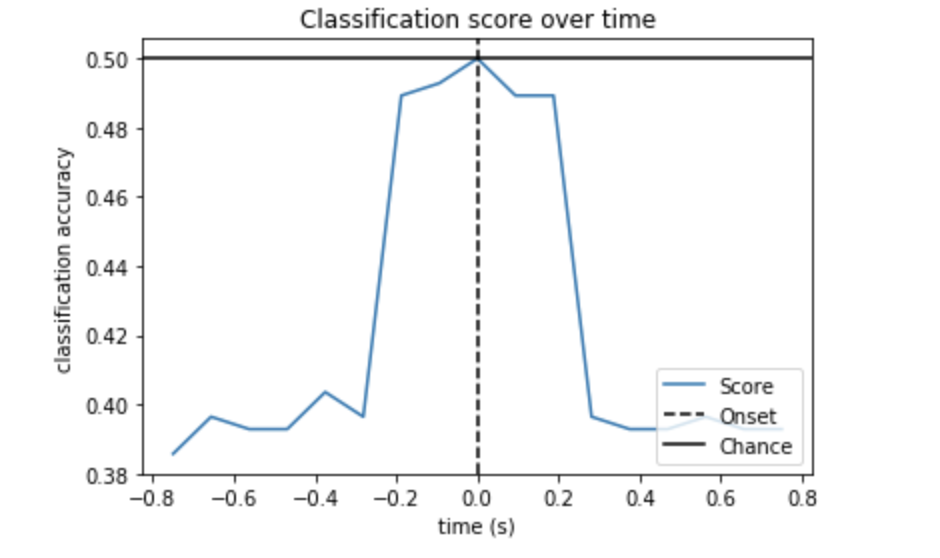 Classification score over time
classification accuracy
0.50
0.48
0.46
0.44
0.42
0.40
0.38
Score
Onset
Chance
−0.8 −0.6 −0.4 −0.2 0.0 0.2 0.4 0.6 0.8
time (s)